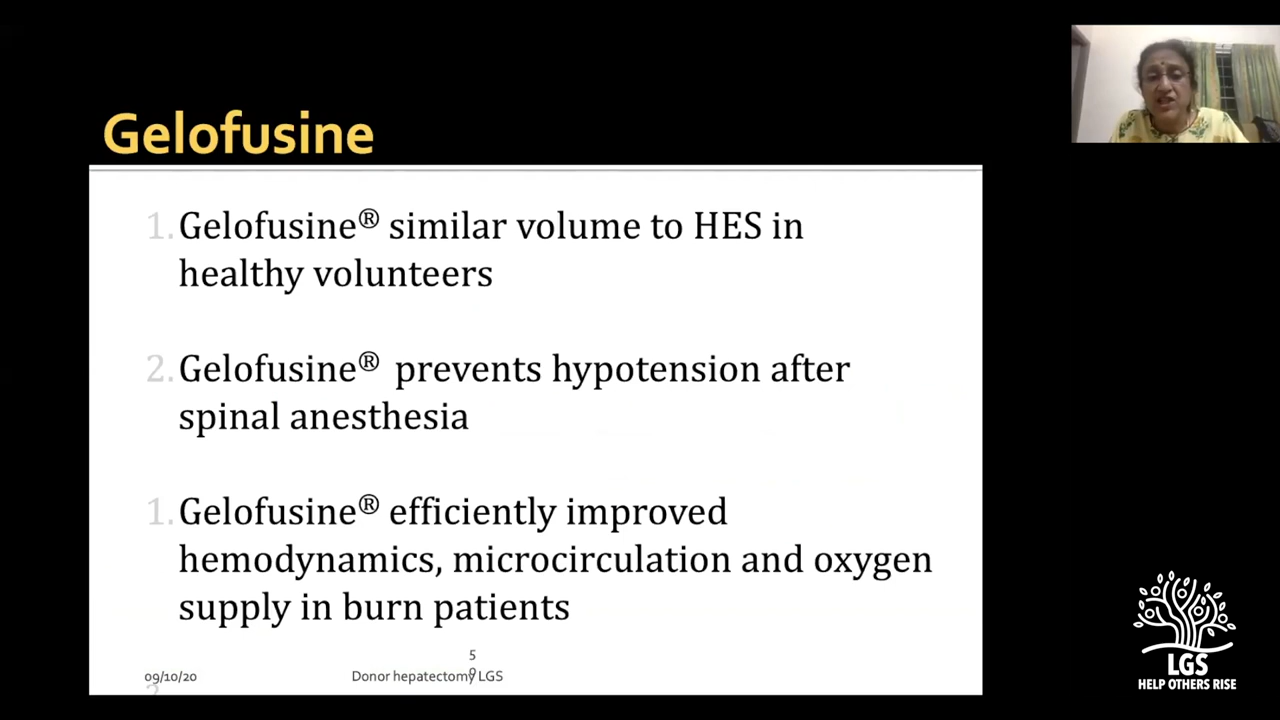 Gelofusine
1. Gelofusine® similar volume to HES in
healthy volunteers
2. Gelofusine® prevents hypotension after
spinal anesthesia
1. Gelofusine® efficiently improved
hemodynamics, microcirculation and oxygen
supply in burn patients
5
09/10/20
Donor hepatectomy LGS
LGS
HELP OTHERS RISE